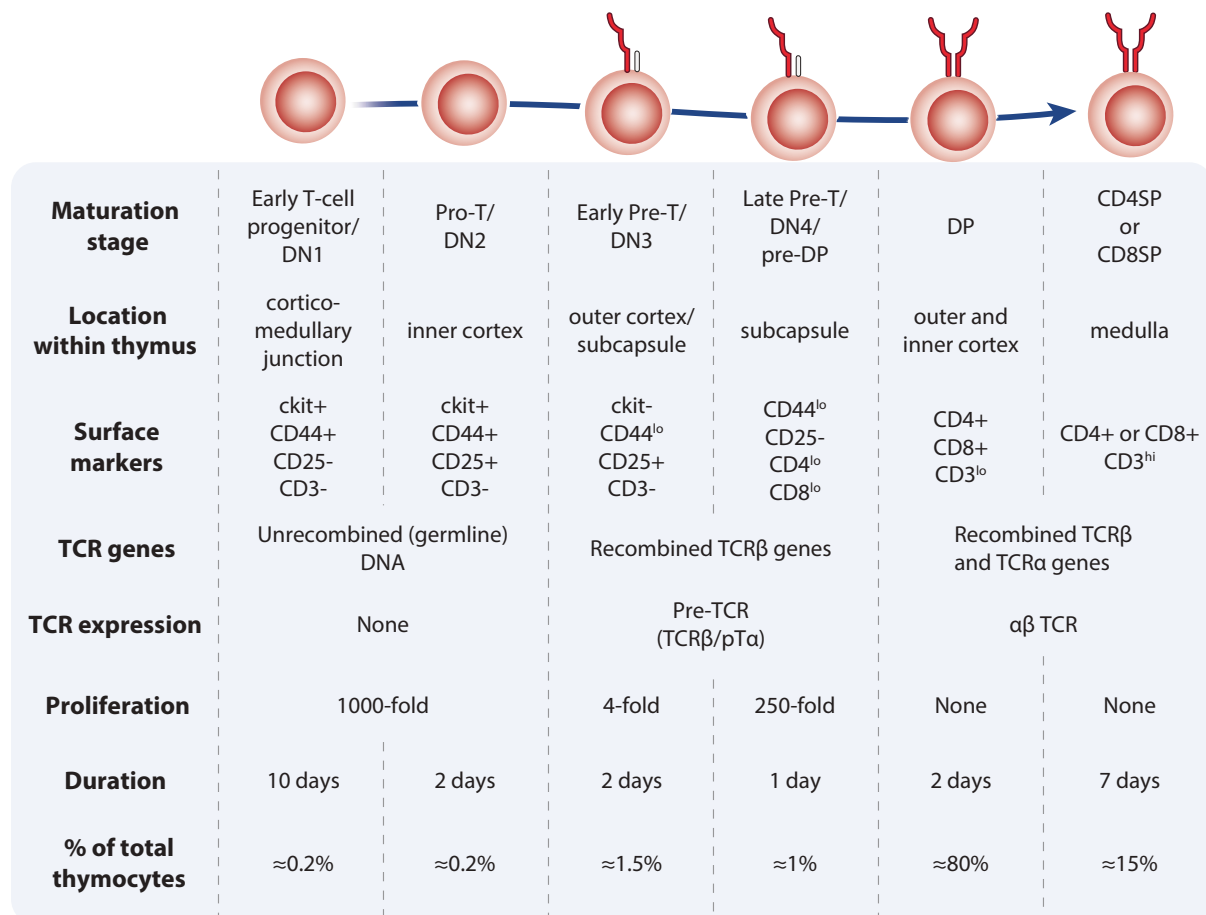 Maturation
stage
Early T-cell
progenitor/
DN1
Pro-T/
DN2
Early Pre-T/
DN3
Late Pre-T/
DN4/
pre-DP
DP
CD4SP
or
CD8SP
Location
within thymus
cortico-
medullary
junction
inner cortex
outer cortex/
subcapsule
subcapsule
outer and
inner cortex
medulla
Surface
markers
ckit+
CD44+
CD25-
CD3-
ckit+
CD44+
CD25+
CD3-
ckit-
CD44lo
CD25+
CD3-
CD44lo
CD25-
CD4lo
CD8lo
CD4+
CD8+
CD3lo
CD4+ or CD8+
CD3hi
TCR genes
Unrecombined (germline)
DNA
Recombined TCRβ genes
Recombined TCRβ
and TCRα genes
TCR expression
None
Pre-TCR
(TCRβ/pTα)
αβ TCR
Proliferation
1000-fold
4-fold
250-fold
None
None
Duration
10 days
2 days
2 days
1 day
2 days
7 days
% of total
thymocytes
≈0.2%
≈0.2%
≈1.5%
≈1%
≈80%
≈15%